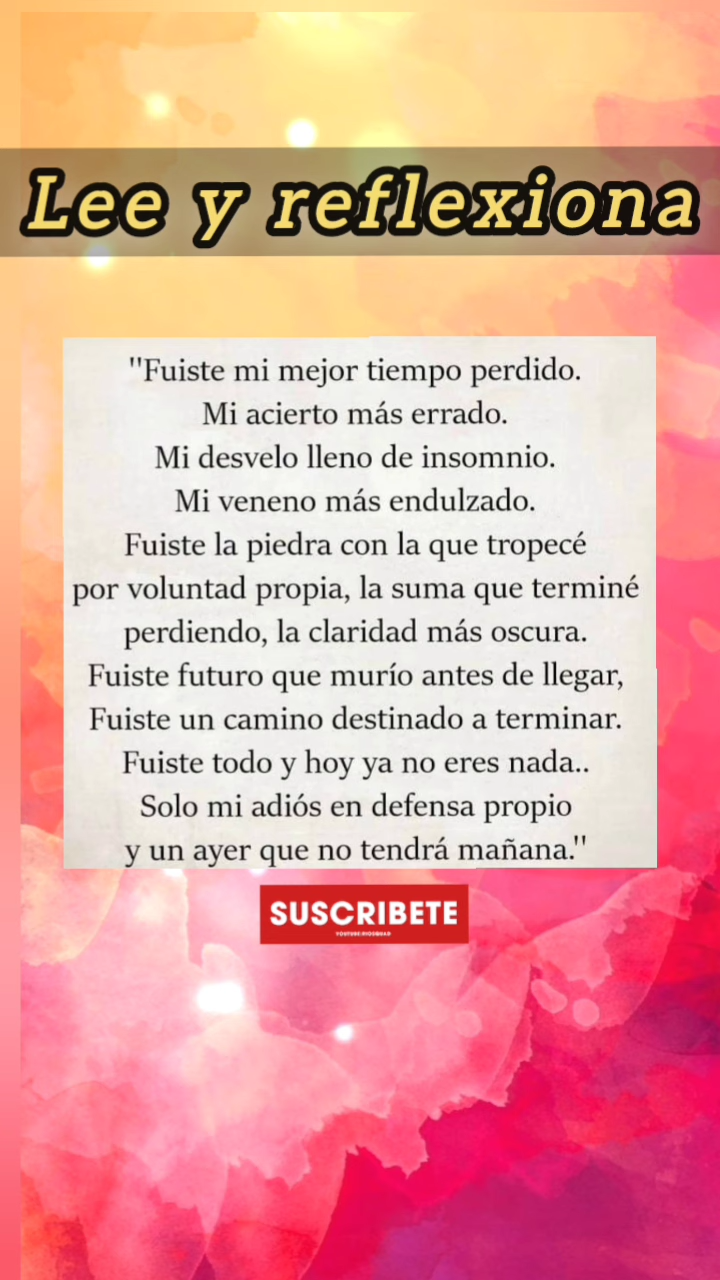 Lee y reflexiona
"Fuiste mi mejor tiempo perdido.
Mi acierto más errado.
Mi desvelo lleno de insomnio.
Mi veneno más endulzado.
Fuiste la piedra con la que tropecé
por voluntad propia, la suma que terminé
perdiendo, la claridad más oscura.
Fuiste futuro que murío antes de llegar,
Fuiste un camino destinado a terminar.
Fuiste todo y hoy ya no eres nada..
Solo mi adiós en defensa propio
y un ayer que no tendrá mañana."
SUSCRIBETE